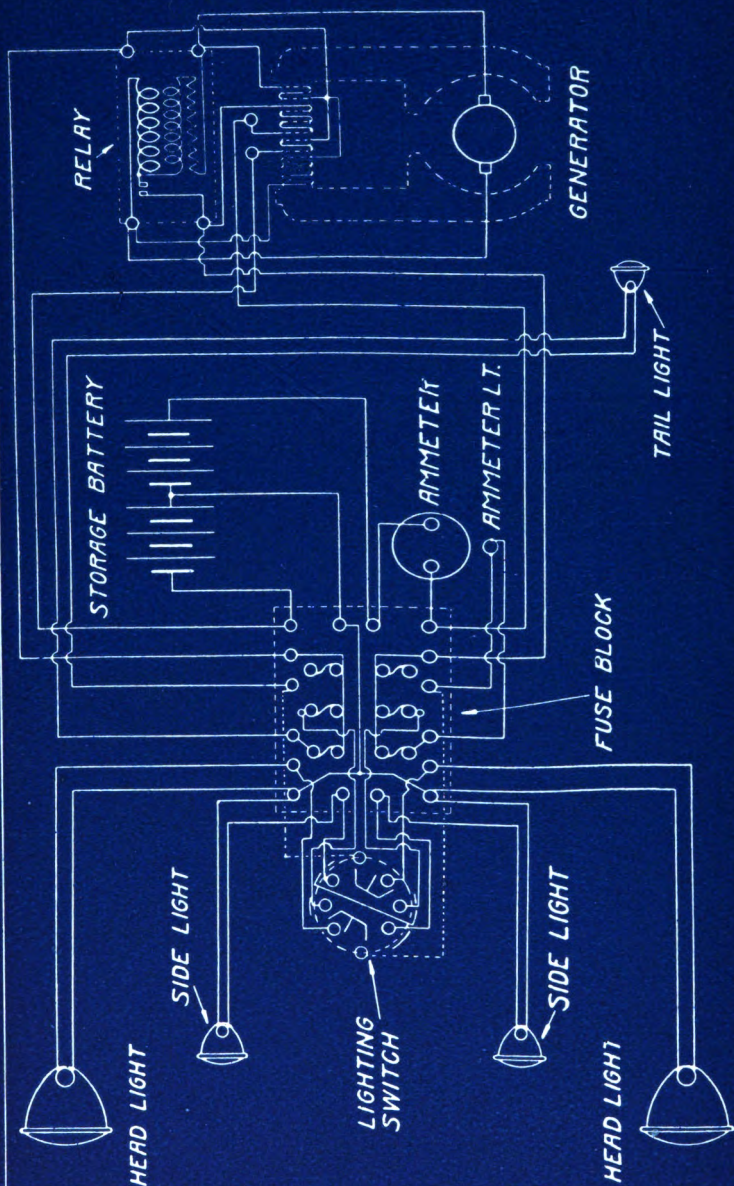 RELAY
GENERATOR
STORAGE BATTERY
AMMETER
AMMETER LT.
TAIL LIGHT
FUSE BLOCK
SIDE LIGHT
SIDE LIGHT
LIGHTING
SWITCH
HEAD LIGHT
HEAD LIGHT